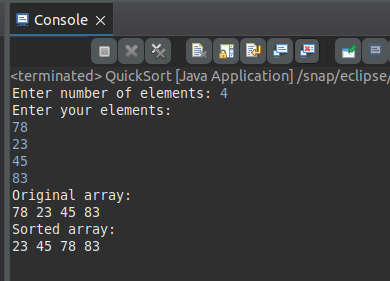 Console
<terminated> QuickSort [Java Application] /snap/eclipse/
Enter number of elements: 4
Enter your elements:
78
23
45
83
Original array:
78 23 45 83
Sorted array:
23 45 78 83